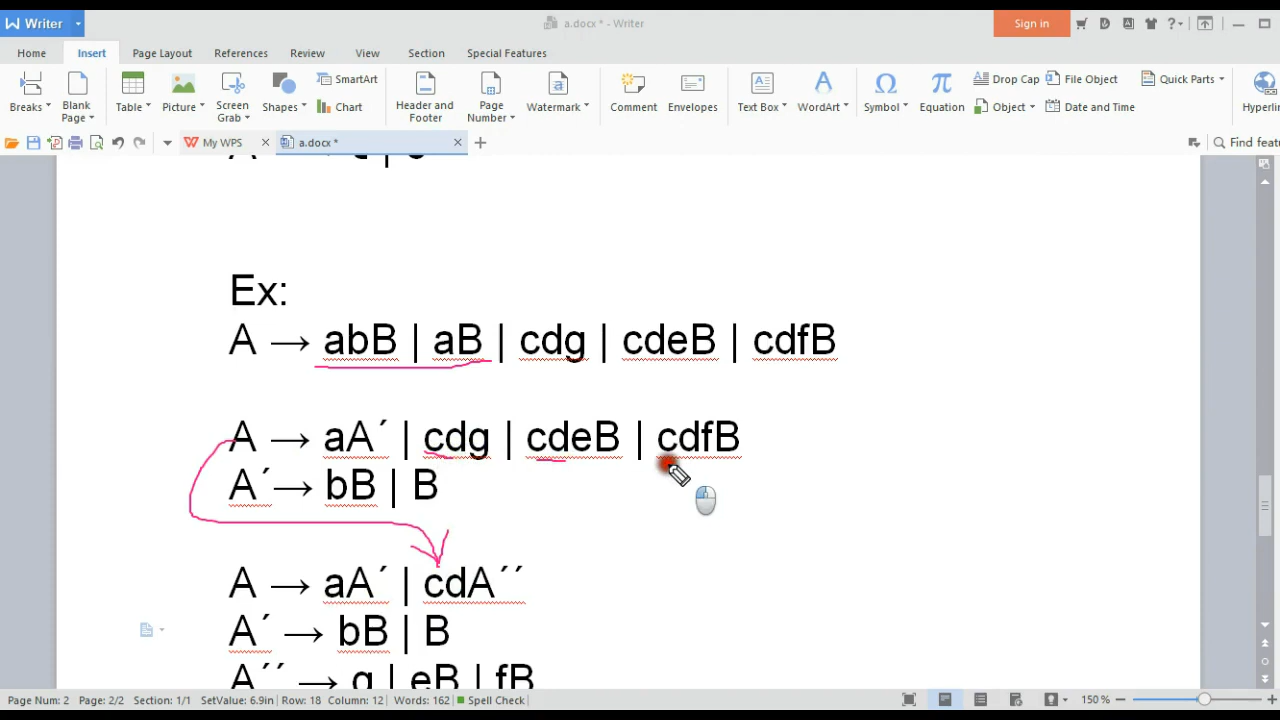 Writer a.docx * - Writer Sign in
Home Insert Page Layout References Review View Section Special Features
Breaks Blank Page Table Picture Screen Grab Shapes SmartArt Chart Header and Footer Page Number Watermark Comment Envelopes Text Box WordArt Symbol Equation Drop Cap Object File Object Date and Time Quick Parts Hyperlin
My WPS a.docx * Find feat
Ex:
A → abB | aB | cdg | cdeB | cdfB
A → aA´ | cdg | cdeB | cdfB
A´→ bB | B
A → aA´ | cdA´´
A´ → bB | B
A´´ → g | eB | fB
Page Num: 2 Page: 2/2 Section: 1/1 SetValue: 6.9in Row: 18 Column: 12 Words: 162 Spell Check 150 %